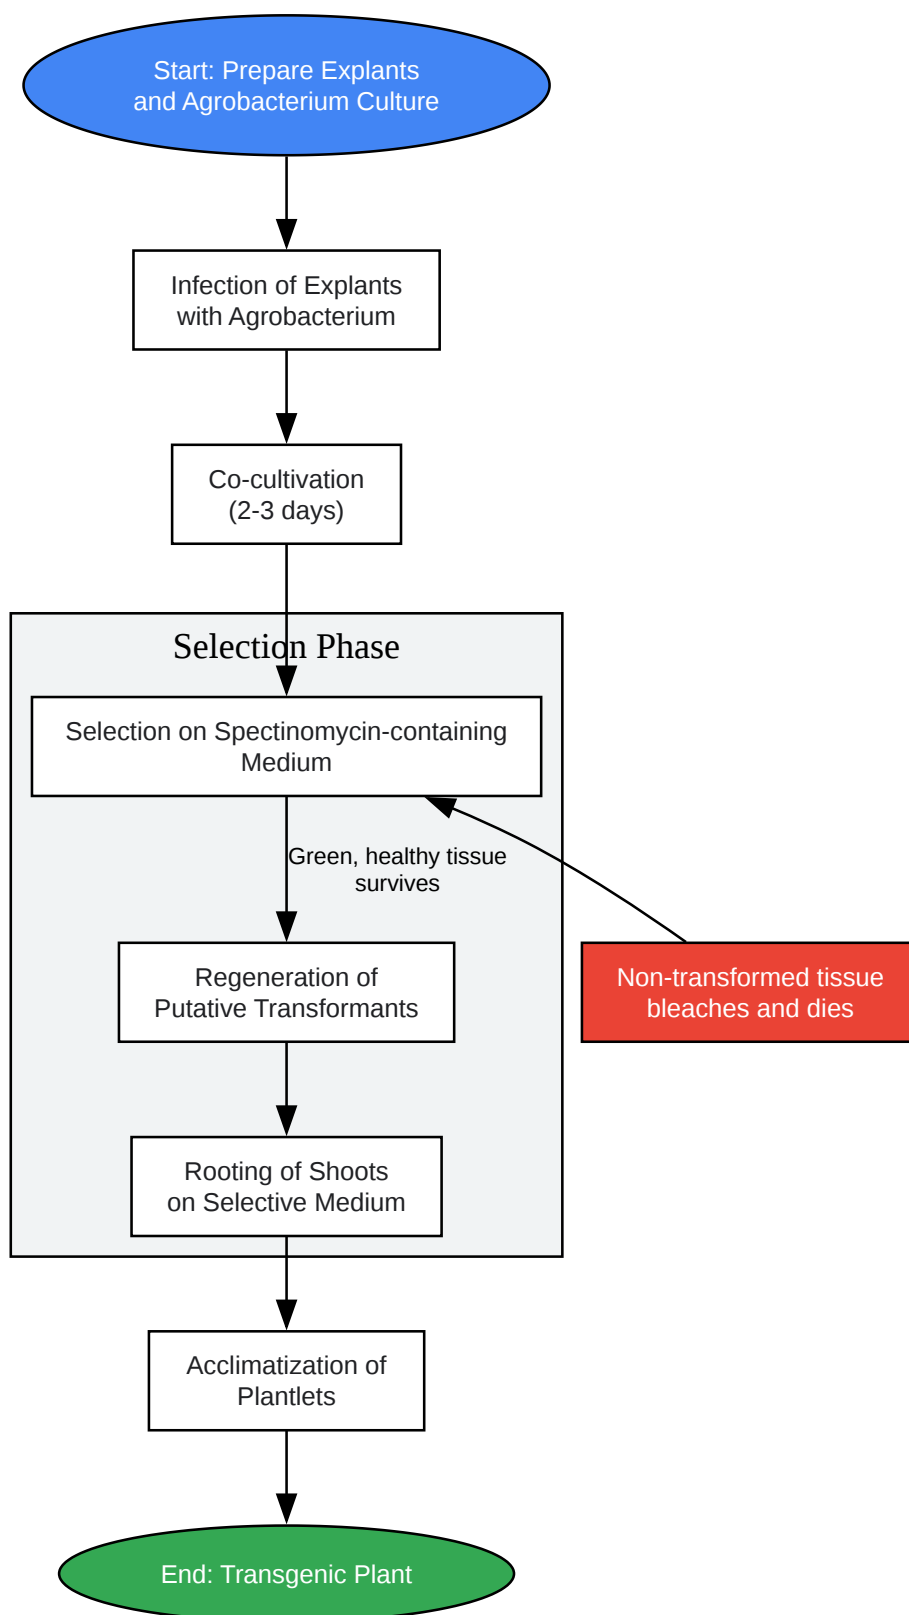 Start: Prepare Explants
and Agrobacterium Culture
Infection of Explants
with Agrobacterium
Co-cultivation
(2-3 days)
Selection Phase
Selection on Spectinomycin-containing
Medium
Green, healthy tissue
survives
Regeneration of
Putative Transformants
Non-transformed tissue
bleaches and dies
Rooting of Shoots
on Selective Medium
Acclimatization of
Plantlets
End: Transgenic Plant